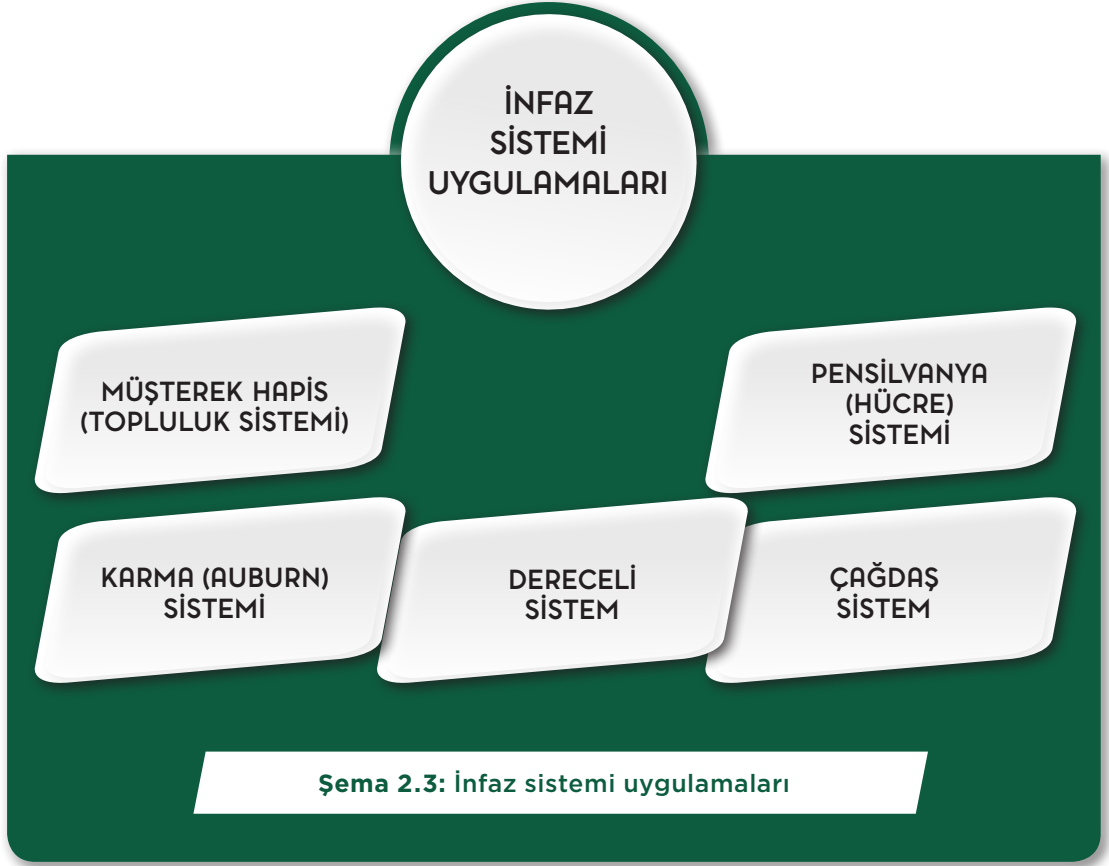 İNFAZ
SİSTEMİ
UYGULAMALARI
MÜŞTEREK HAPİS
(TOPLULUK SİSTEMİ)
PENSİLVANYA
(HÜCRE)
SİSTEMİ
KARMA (AUBURN)
SİSTEMİ
DERECELİ
SİSTEM
ÇAĞDAŞ
SİSTEM
Şema 2.3: İnfaz sistemi uygulamaları